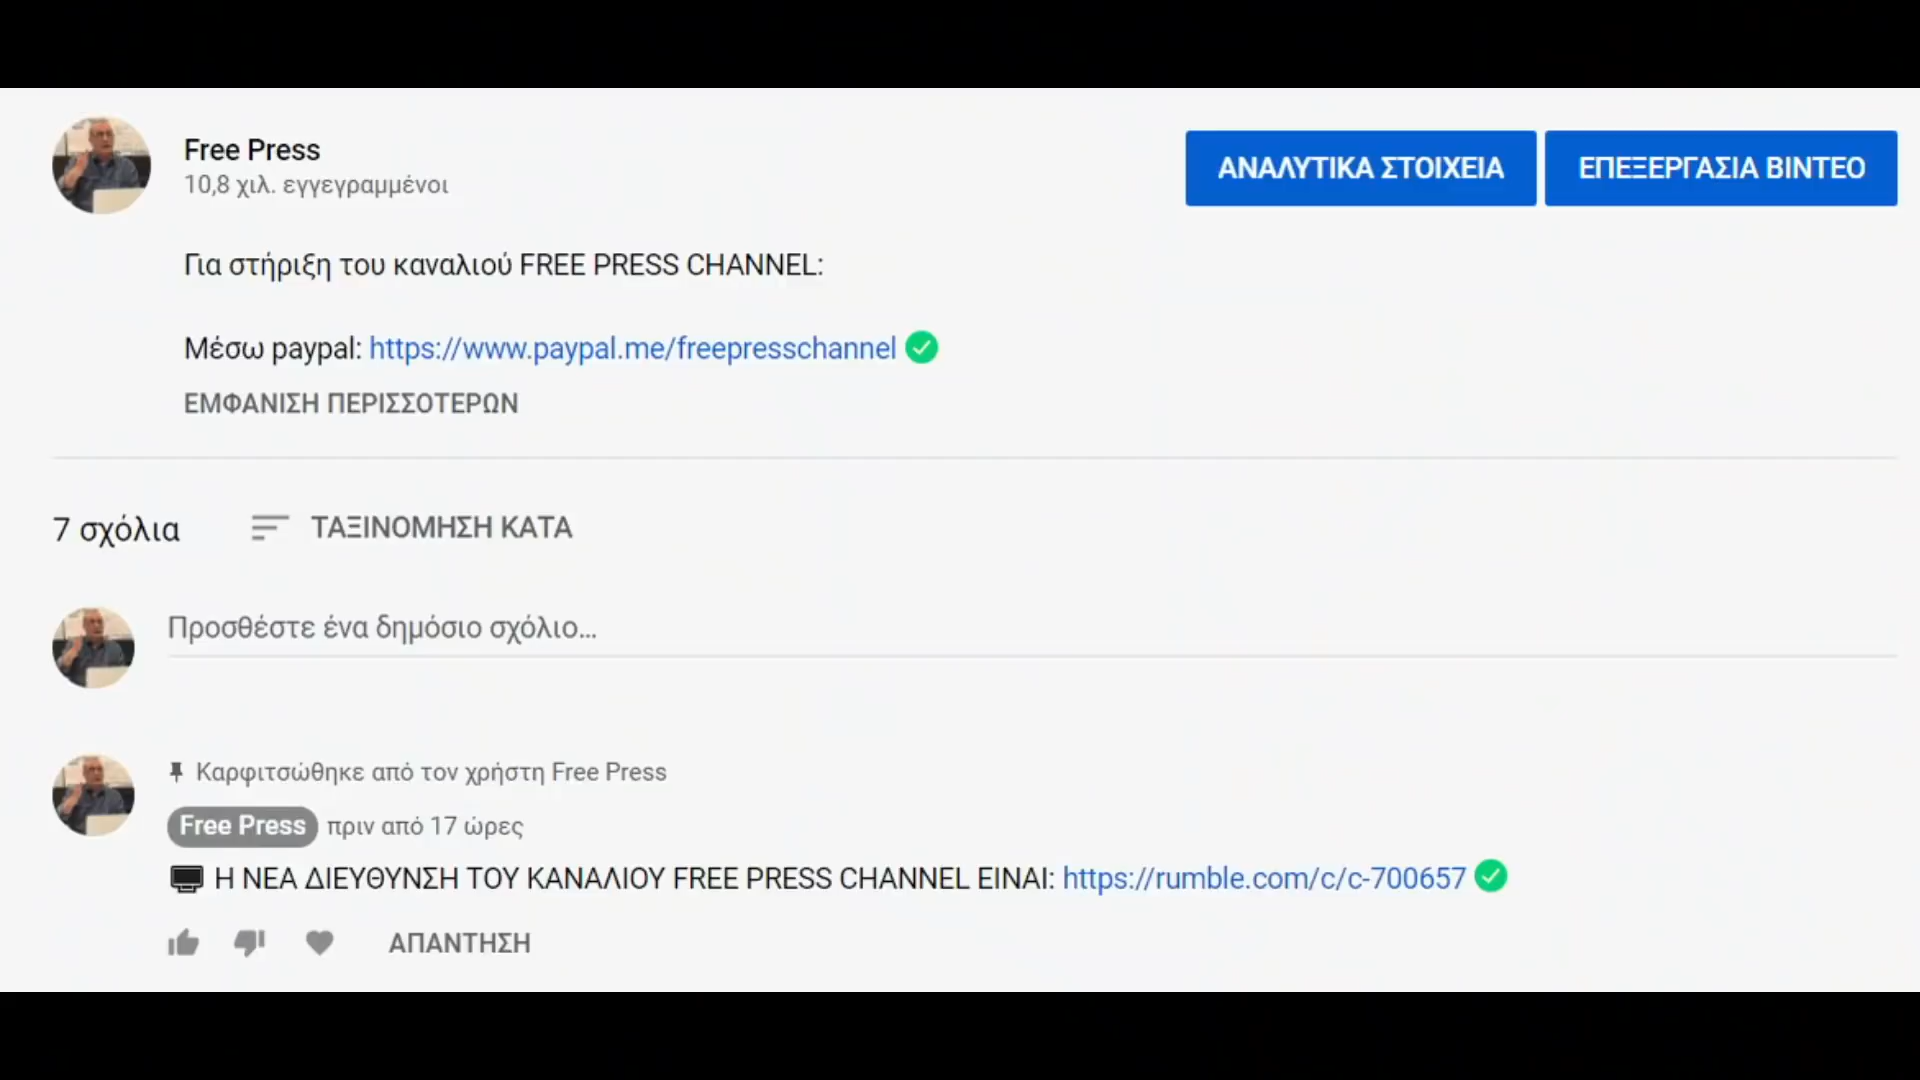 Free Press
10,8 χιλ. εγγεγραμμένοι
ΑΝΑΛΥΤΙΚΑ ΣΤΟΙΧΕΙΑ
ΕΠΕΞΕΡΓΑΣΙΑ ΒΙΝΤΕΟ
Για στήριξη του καναλιού FREE PRESS CHANNEL:
Μέσω paypal: https://www.paypal.me/freepresschannel
ΕΜΦΑΝΙΣΗ ΠΕΡΙΣΣΟΤΕΡΩΝ
7 σχόλια
ΤΑΞΙΝΟΜΗΣΗ ΚΑΤΑ
Προσθέστε ένα δημόσιο σχόλιο...
Καρφιτσώθηκε από τον χρήστη Free Press
Free Press πριν από 17 ώρες
Η ΝΕΑ ΔΙΕΥΘΥΝΣΗ ΤΟΥ ΚΑΝΑΛΙΟΥ FREE PRESS CHANNEL ΕΙΝΑΙ: https://rumble.com/c/c-700657
ΑΠΑΝΤΗΣΗ